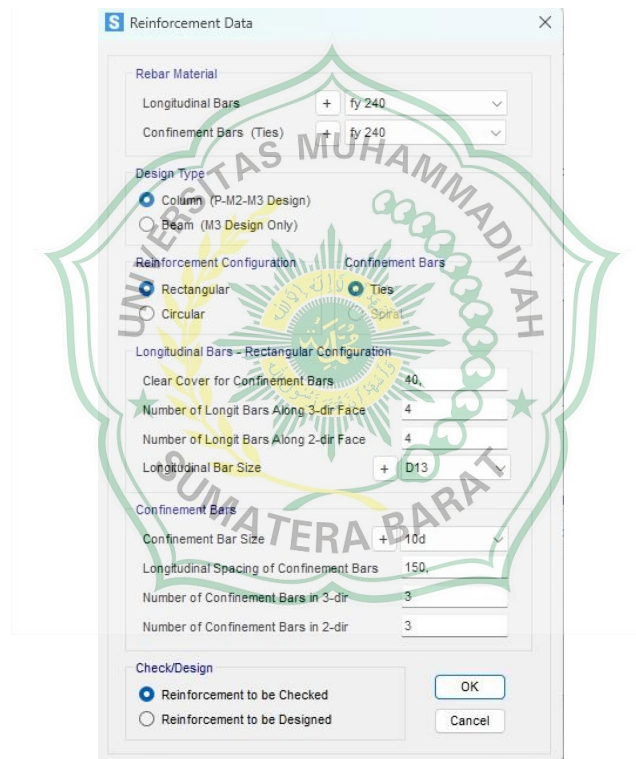 S Reinforcement Data
Rebar Material
Longitudinal Bars + fy 240
Confinement Bars (Ties) + fy 240
Design Type
Column (P-M2-M3 Design)
Beam (M3 Design Only)
Reinforcement Configuration Confinement Bars
Rectangular Ties
Circular Spiral
Longitudinal Bars - Rectangular Configuration
Clear Cover for Confinement Bars 40,
Number of Longit Bars Along 3-dir Face 4
Number of Longit Bars Along 2-dir Face 4
Longitudinal Bar Size + D13
Confinement Bars
Confinement Bar Size + 10d
Longitudinal Spacing of Confinement Bars 150,
Number of Confinement Bars in 3-dir 3
Number of Confinement Bars in 2-dir 3
Check/Design
Reinforcement to be Checked OK
Reinforcement to be Designed Cancel
UNIVERSITAS MUHAMMADIYAH
SUMATERA BARAT